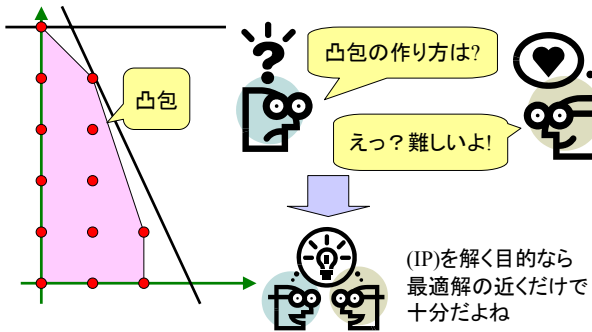 凸包の作り方は?
凸包
えっ？難しいよ!
(IP)を解く目的なら
最適解の近くだけで
十分だよね